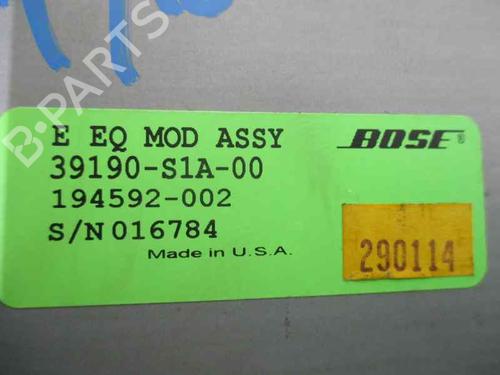 E EQ MOD ASSY
BOSE®
39190-S1A-00
194592-002
S/N 016784
Made in U.S.A.
290114
B-PARTS